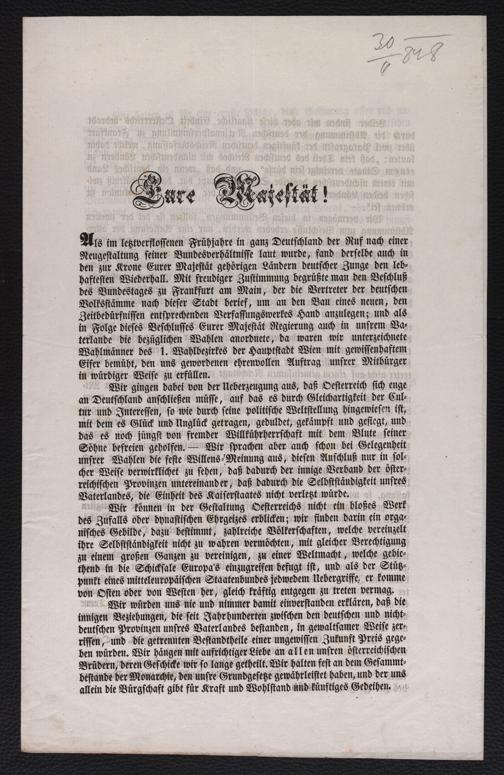 30/11 848
Eure Majestät!
Als im letztverflossenen Frühjahre in ganz Deutschland der Ruf nach einer
Neugestaltung seiner Bundesverhältnisse laut wurde, fand derselbe auch in
den zur Krone Eurer Majestät gehörigen Ländern deutscher Zunge den leb-
haftesten Wiederhall. Mit freudiger Zustimmung begrüßte man den Beschluß
des Bundestages zu Frankfurt am Main, der die Vertreter der deutschen
Volksstämme nach dieser Stadt berief, um an den Bau eines neuen, den
Zeitbedürfnissen entsprechenden Verfassungswerkes Hand anzulegen; und als
in Folge dieses Beschlusses Eurer Majestät Regierung auch in unsrem Va-
terlande die bezüglichen Wahlen anordnete, da waren wir unterzeichnete
Wahlmänner des 1. Wahlbezirkes der Hauptstadt Wien mit gewissenhaftem
Eifer bemüht, den uns gewordenen ehrenvollen Auftrag unsrer Mitbürger
in würdiger Weise zu erfüllen.
Wir gingen dabei von der Ueberzeugung aus, daß Oesterreich sich enge
an Deutschland anschließen müsse, auf das es durch Gleichartigkeit der Cul-
tur und Interessen, so wie durch seine politische Weltstellung hingewiesen ist,
mit dem es Glück und Unglück getragen, geduldet, gekämpft und gesiegt, und
das es noch jüngst von fremder Willkührherrschaft mit dem Blute seiner
Söhne befreien geholfen. — Wir sprachen aber auch schon bei Gelegenheit
unsrer Wahlen die feste Willens-Meinung aus, diesen Anschluß nur in sol-
cher Weise verwirklichet zu sehen, daß dadurch der innige Verband der öster-
reichischen Provinzen untereinander, daß dadurch die Selbstständigkeit unsres
Vaterlandes, die Einheit des Kaiserstaates nicht verletzt würde.
Wir können in der Gestaltung Oesterreichs nicht ein bloßes Werk
des Zufalls oder dynastischen Ehrgeizes erblicken; wir finden darin ein orga-
nisches Gebilde, dazu bestimmt, zahlreiche Völkerschaften, welche vereinzelt
ihre Selbstständigkeit nicht zu wahren vermöchten, mit gleicher Berechtigung
zu einem großen Ganzen zu vereinigen, zu einer Weltmacht, welche gebie-
thend in die Schicksale Europa's einzugreifen befugt ist, und als der Stütz-
punkt eines mitteleuropäischen Staatenbundes jedwedem Uebergriffe, er komme
von Osten oder von Westen her, gleich kräftig entgegen zu treten vermag.
Wir würden uns nie und nimmer damit einverstanden erklären, daß die
innigen Beziehungen, die seit Jahrhunderten zwischen den deutschen und nicht-
deutschen Provinzen unsres Vaterlandes bestanden, in gewaltsamer Weise zer-
rissen, und die getrennten Bestandtheile einer ungewissen Zukunft Preis gege-
ben würden. Wir hängen mit aufrichtiger Liebe an allen unsren österreichischen
Brüdern, deren Geschicke wir so lange getheilt. Wir halten fest an dem Gesammt-
bestande der Monarchie, den unsre Grundgesetze gewährleistet haben, und der uns
allein die Bürgschaft gibt für Kraft und Wohlstand und künftiges Gedeihen.